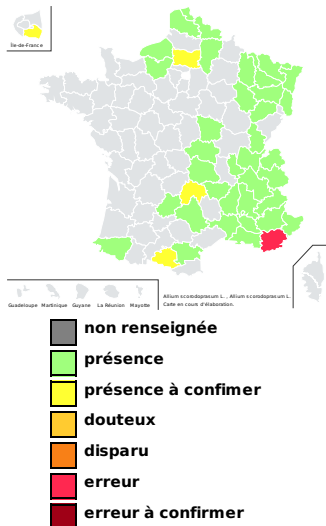 Île-de-France
Guadeloupe Martinique Guyane La Réunion Mayotte
Allium scorodoprasum L. , Allium scorodoprasum L.
Carte en cours d'élaboration.
non renseignée
présence
présence à confimer
douteux
disparu
erreur
erreur à confirmer